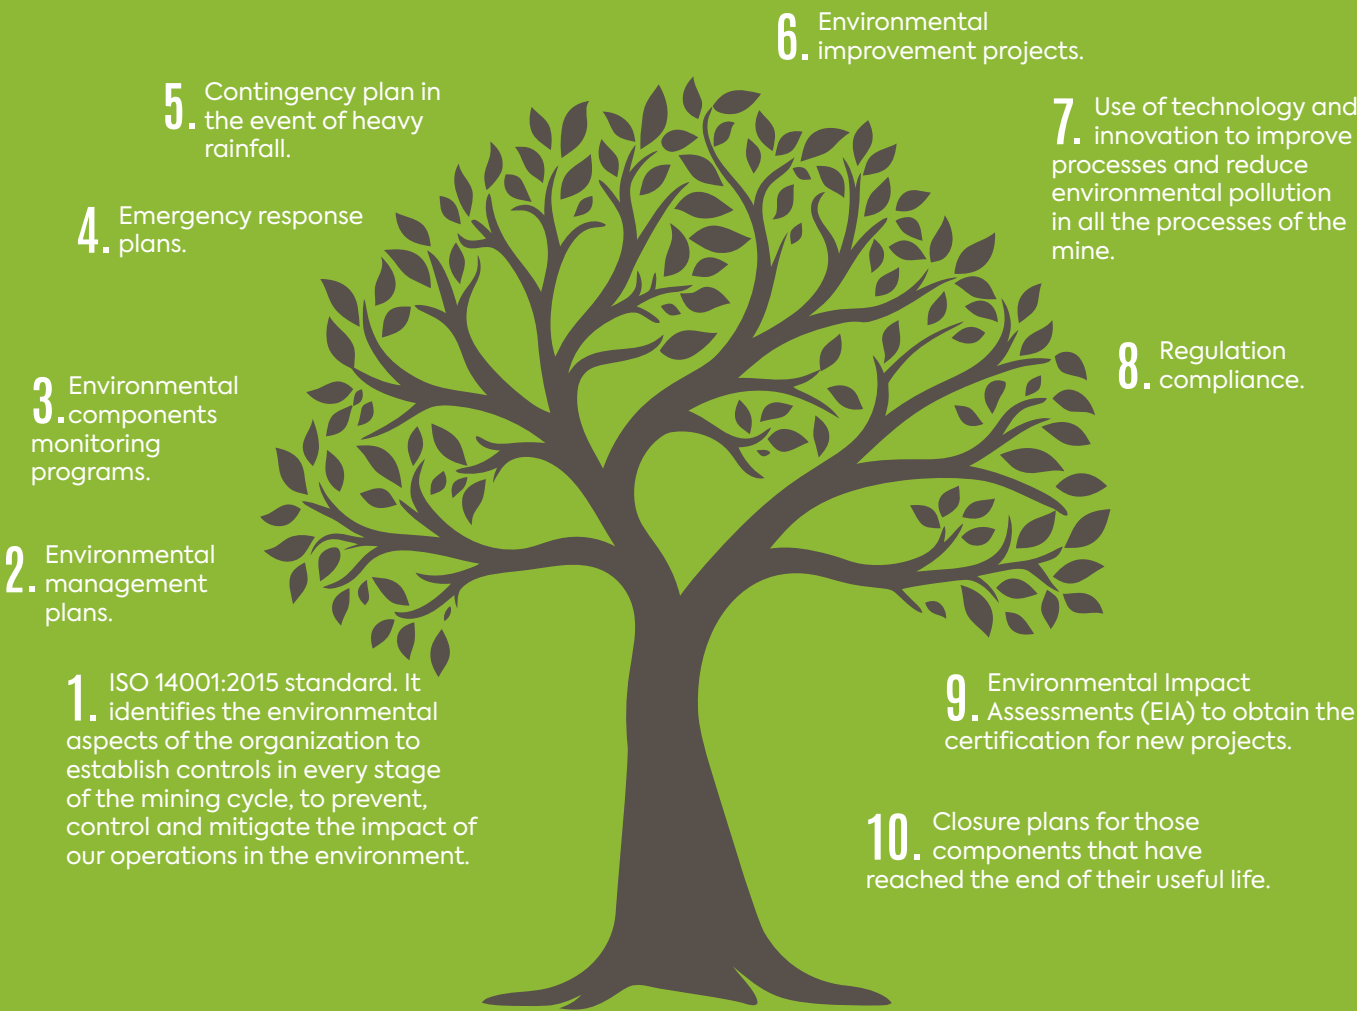 1. ISO 14001:2015 standard. It
identifies the environmental
aspects of the organization to
establish controls in every stage
of the mining cycle, to prevent,
control and mitigate the impact of
our operations in the environment.
2. Environmental
management
plans.
3. Environmental
components
monitoring
programs.
4. Emergency response
plans.
5. Contingency plan in
the event of heavy
rainfall.
6. Environmental
improvement projects.
7. Use of technology and
innovation to improve
processes and reduce
environmental pollution
in all the processes of the
mine.
8. Regulation
compliance.
9. Environmental Impact
Assessments (EIA) to obtain the
certification for new projects.
10. Closure plans for those
components that have
reached the end of their useful life.